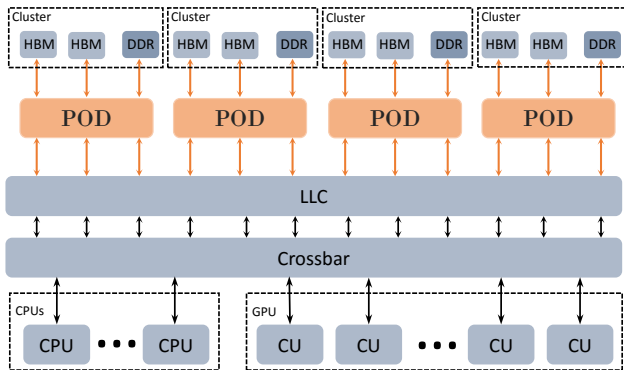 Cluster Cluster Cluster Cluster
HBM HBM DDR HBM HBM DDR HBM HBM DDR HBM HBM DDR
POD POD POD POD
LLC
Crossbar
CPUs GPU
CPU CPU CU CU CU CU